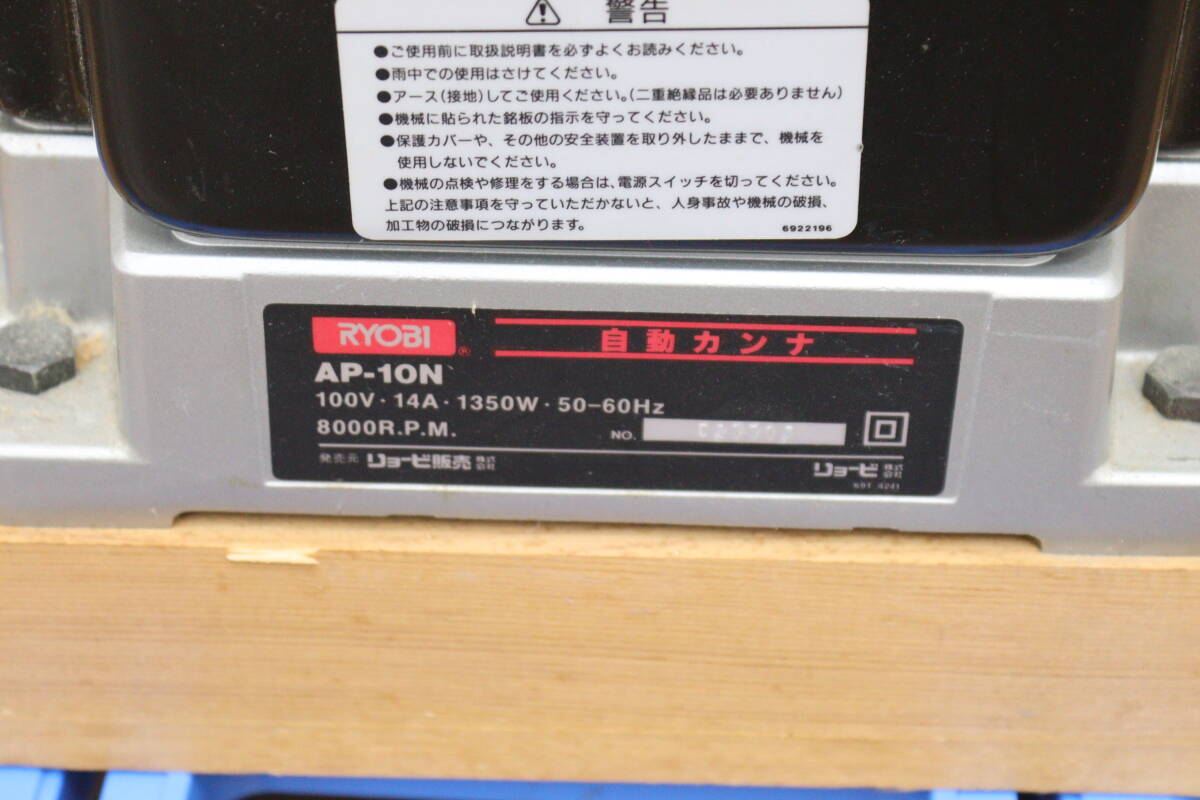 警告
●ご使用前に取扱説明書を必ずよくお読みください。
●雨中での使用はさけてください。
●アース(接地)してご使用ください。(二重絶縁品は必要ありません)
●機械に貼られた銘板の指示を守ってください。
●保護カバーや、その他の安全装置を取り外したままで、機械を
使用しないでください。
●機械の点検や修理をする場合は、電源スイッチを切ってください。
上記の注意事項を守っていただかないと、人身事故や機械の破損、
加工物の破損につながります。
6922196
RYOBI® 自動カンナ
AP-10N
100V・14A・1350W・50-60Hz
8000R.P.M.
NO.
発売元 リョービ販売株式会社
リョービ株式会社